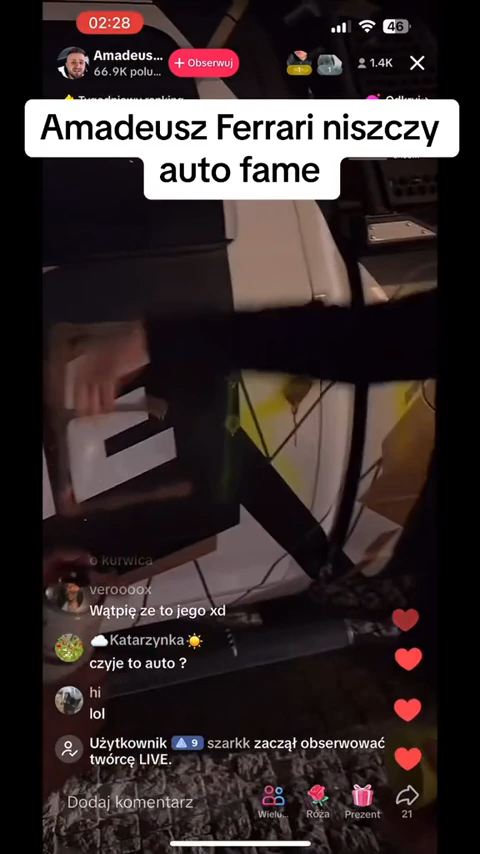 02:28
46
Amadeus...
66.9K polu...
+ Obserwuj
1.4K
Tygodniowy ranking
Odkryj
Amadeusz Ferrari niszczy
auto fame
E
o kurwica
veroooox
Wątpię ze to jego xd
☁️Katarzynka☀️
czyje to auto ?
hi
lol
Użytkownik 9 szarkk zaczął obserwować
twórcę LIVE.
Dodaj komentarz
Wielu...
Róża
Prezent
21